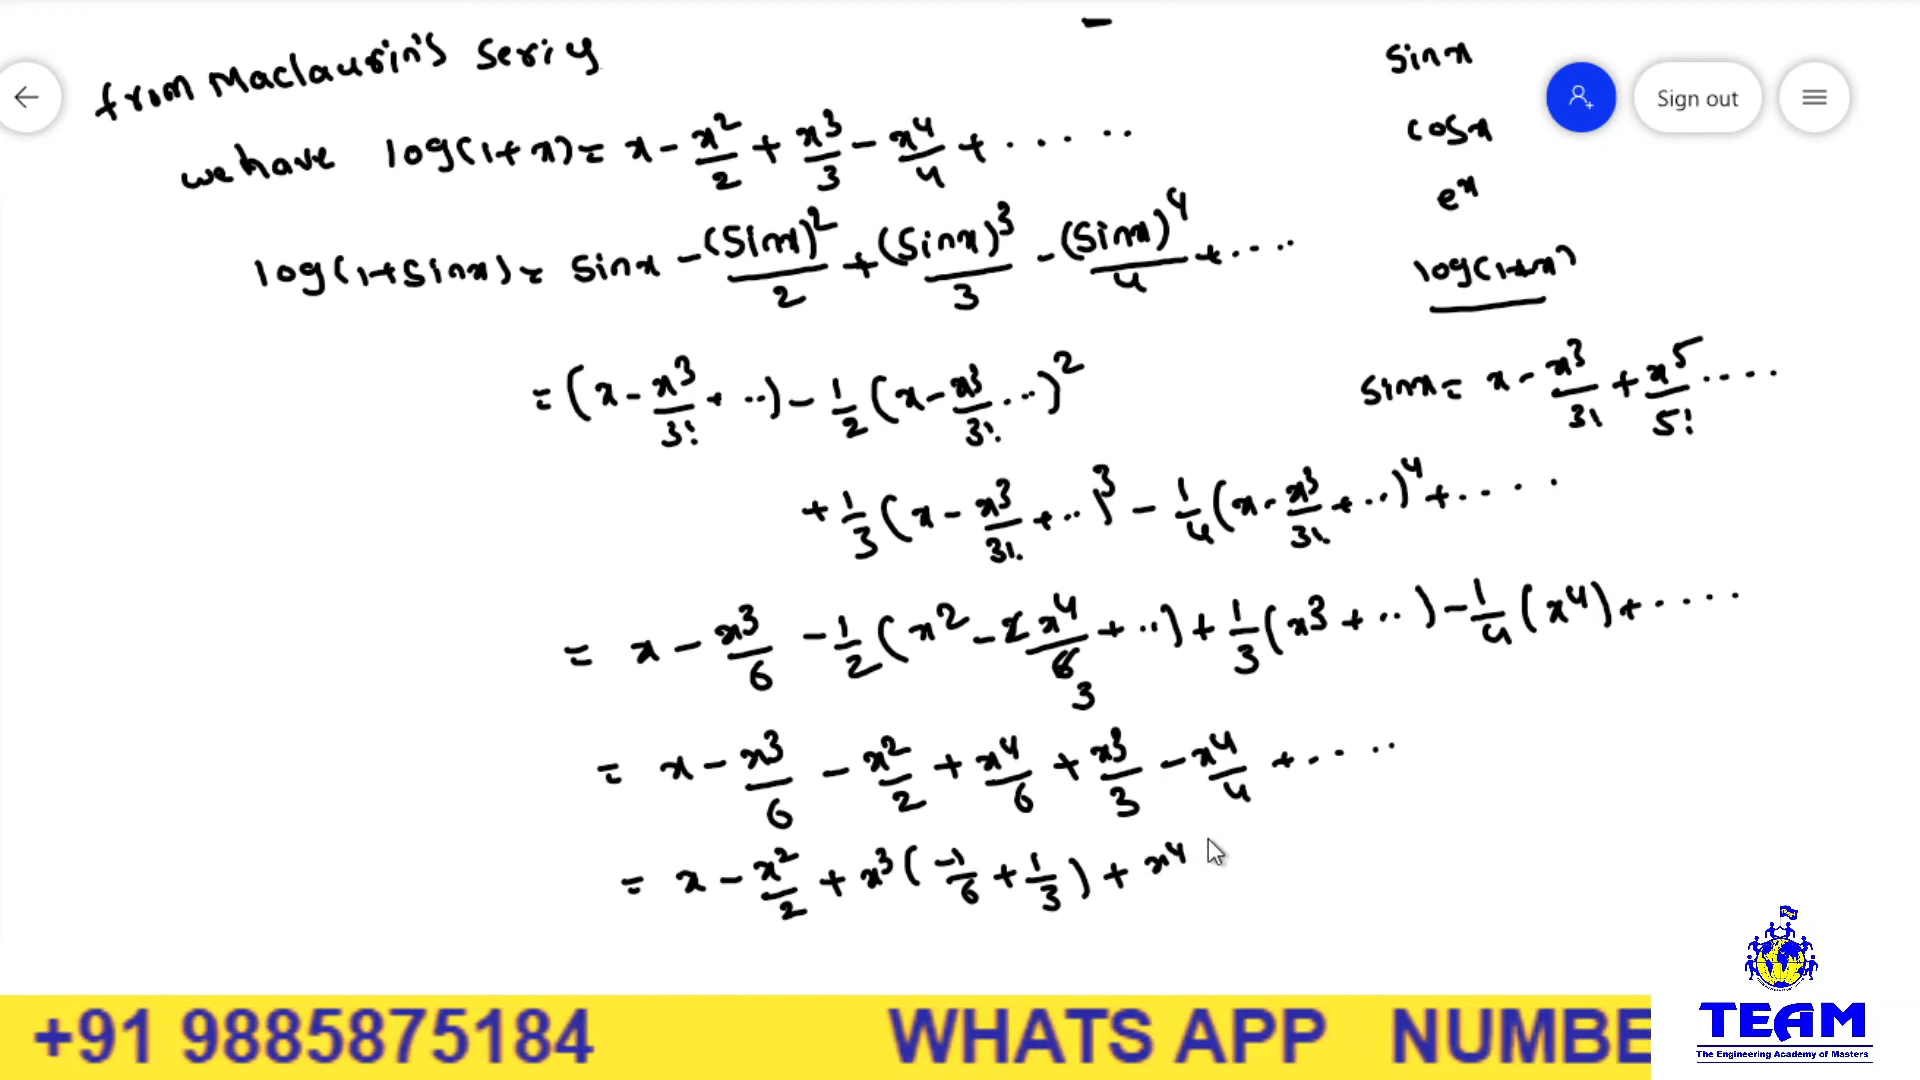 from Maclaurin's Series
we have log(1+x) = x - x²/2 + x³/3 - x⁴/4 + ......
log(1+sinx) = sinx - (sinx)²/2 + (sinx)³/3 - (sinx)⁴/4 + ....
= (x - x³/3! + ..) - 1/2 (x - x³/3! ...)²
+ 1/3 (x - x³/3! + ..)³ - 1/4 (x - x³/3! + ..)⁴ + ....
= x - x³/6 - 1/2 (x² - 2x⁴/6 + ..) + 1/3 (x³ + ..) - 1/4 (x⁴) + ....
3
= x - x³/6 - x²/2 + x⁴/6 + x³/3 - x⁴/4 + ....
= x - x²/2 + x³ (-1/6 + 1/3) + x⁴
sinx
cosx
eˣ
log(1+x)
sinx = x - x³/3! + x⁵/5! ....
Sign out
+91 9885875184 WHATS APP NUMBE
TEAM
The Engineering Academy of Masters